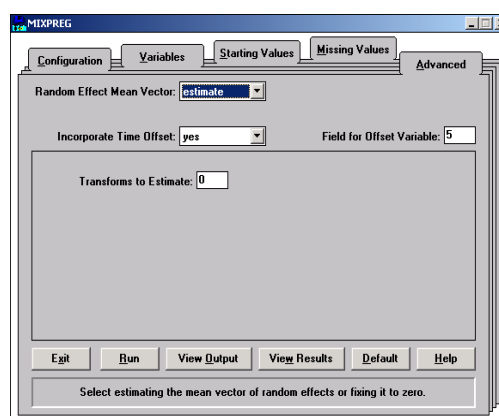 MIXPREG
Configuration
Variables
Starting Values
Missing Values
Advanced
Random Effect Mean Vector: estimate
Incorporate Time Offset: yes
Field for Offset Variable: 5
Transforms to Estimate: 0
Exit
Run
View Output
View Results
Default
Help
Select estimating the mean vector of random effects or fixing it to zero.